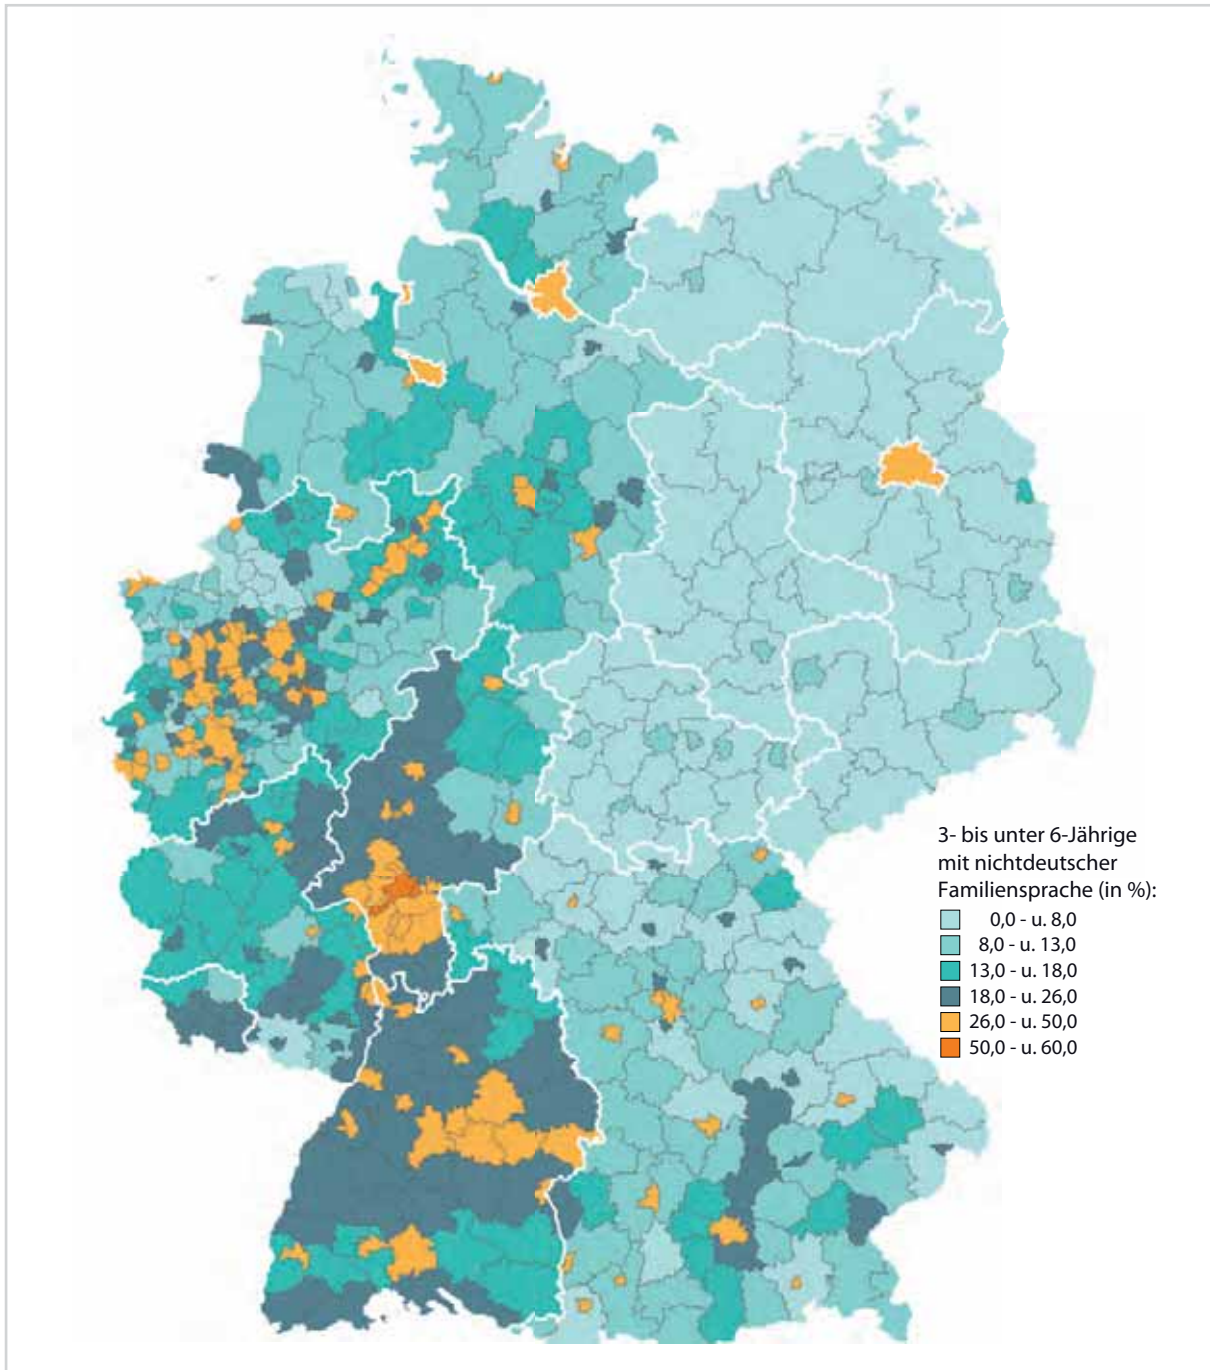 3- bis unter 6-Jährige
mit nichtdeutscher
Familiensprache (in %):
0,0 - u. 8,0
8,0 - u. 13,0
13,0 - u. 18,0
18,0 - u. 26,0
26,0 - u. 50,0
50,0 - u. 60,0